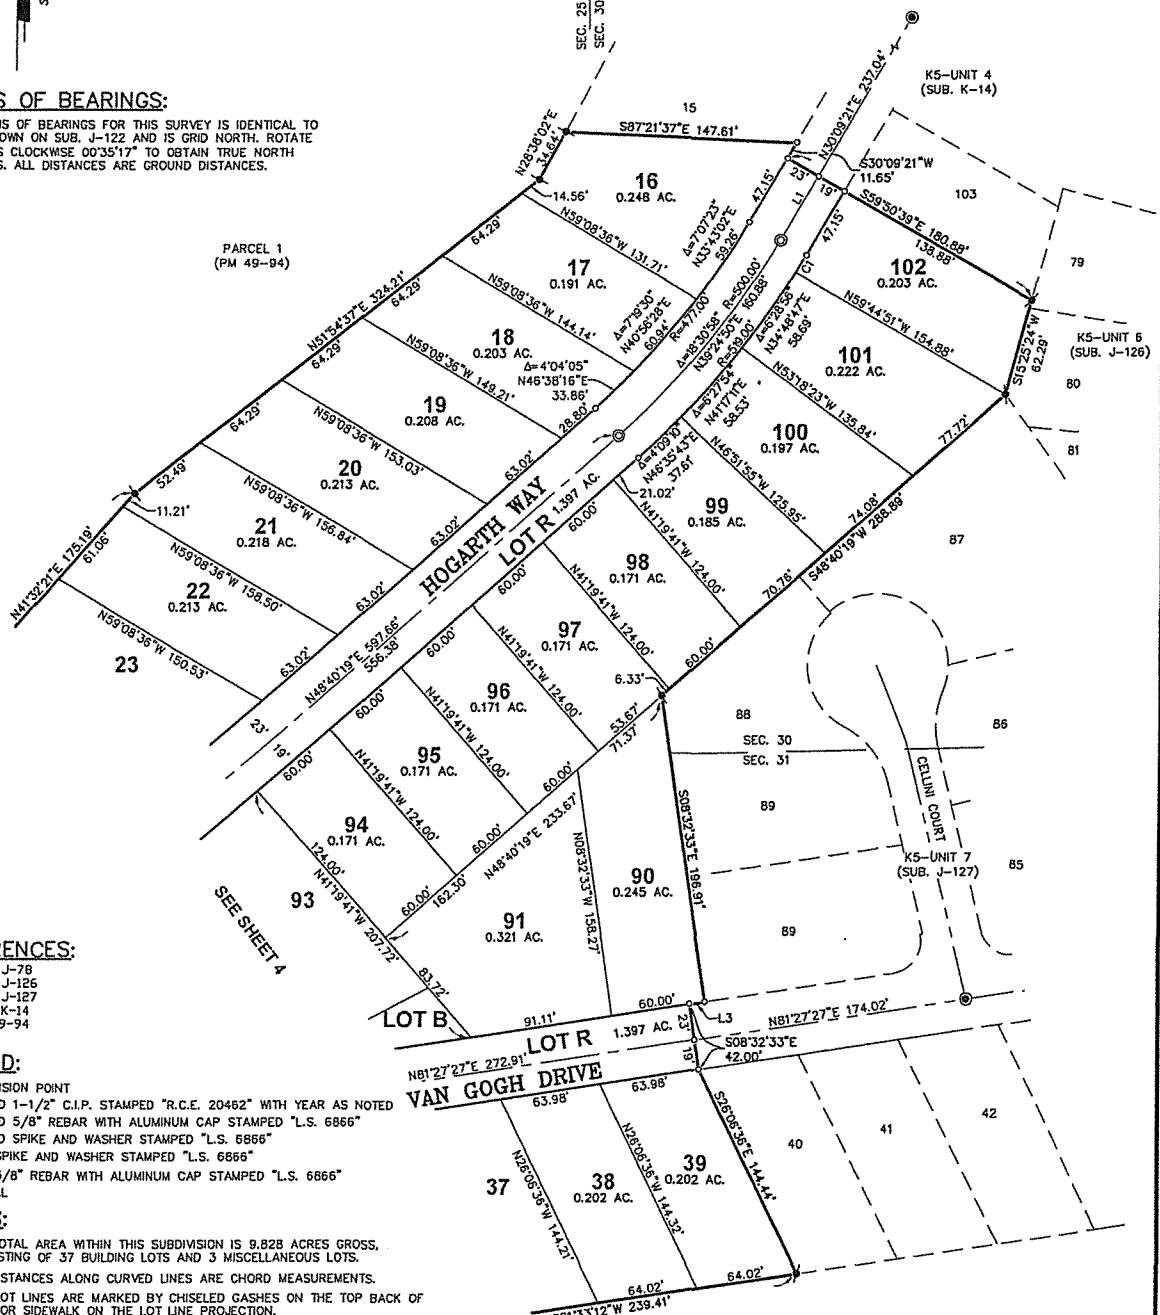 SEC. 25
SEC. 30
S OF BEARINGS:
IS OF BEARINGS FOR THIS SURVEY IS IDENTICAL TO
OWN ON SUB. J-122 AND IS GRID NORTH. ROTATE
S CLOCKWISE 00°35'17" TO OBTAIN TRUE NORTH
S. ALL DISTANCES ARE GROUND DISTANCES.
K5-UNIT 4
(SUB. K-14)
N30°09'21"E 237.04'
15
S87°21'37"E 147.61'
N28°38'02"E
34.64'
S30°09'21"W
11.65'
23'
19'
L1
47.15'
47.15'
C1
16
0.248 AC.
14.56'
103
S59°50'39"E 180.88'
138.88'
102
0.203 AC.
79
PARCEL 1
(PM 49-94)
N51°54'37"E 324.21'
64.29'
64.29'
64.29'
64.29'
52.49'
N59°08'36"W 131.71'
Δ=7°07'23"
N33°43'02"E
59.26'
17
0.191 AC.
N59°08'36"W 144.14'
Δ=7°19'30"
N40°56'28"E
60.94'
R=477.00'
Δ=18°30'58" R=500.00'
N39°24'50"E 160.88'
R=519.00'
Δ=6°28'56"
N34°48'47"E
58.69'
N59°44'51"W 154.88'
S15°25'24"W
62.29'
K5-UNIT 6
(SUB. J-126)
80
81
18
0.203 AC.
Δ=4°04'05"
N46°38'16"E
33.86'
28.80'
N59°08'36"W 149.21'
101
0.222 AC.
Δ=6°27'54"
N41°17'11"E
58.53'
N53°18'23"W 135.84'
77.72'
19
0.208 AC.
N59°08'36"W 153.03'
100
0.197 AC.
Δ=4°09'10"
N46°35'43"E
37.61'
21.02'
N46°51'55"W 125.95'
74.08'
S48°40'19"W 288.89'
70.76'
60.00'
20
0.213 AC.
N59°08'36"W 156.84'
63.02'
63.02'
63.02'
63.02'
99
0.185 AC.
N41°19'41"W 124.00'
87
11.21'
21
0.218 AC.
N59°08'36"W 158.50'
HOGARTH WAY
LOT R 1.397 AC.
60.00'
60.00'
60.00'
60.00'
60.00'
98
0.171 AC.
N41°19'41"W 124.00'
N41°32'21"E 175.19'
61.06'
22
0.213 AC.
N59°08'36"W 150.53'
97
0.171 AC.
N41°19'41"W 124.00'
23
N48°40'19"E 597.66'
556.38'
23'
19'
96
0.171 AC.
N41°19'41"W 124.00'
6.33'
53.67'
71.37'
88
SEC. 30
SEC. 31
86
95
0.171 AC.
N41°19'41"W 124.00'
60.00'
60.00'
60.00'
N48°40'19"E 233.67'
162.30'
94
0.171 AC.
124.00'
N41°19'41"W 207.72'
83.72'
93
SEE SHEET 4
89
CELLINI COURT
K5-UNIT 7
(SUB. J-127)
85
S08°32'33"E 196.91'
90
0.245 AC.
N08°32'33"W 158.27'
91
0.321 AC.
89
RENCES:
J-78
J-126
J-127
K-14
9-94
LOT B
91.11'
60.00'
L3
LOT R 1.397 AC.
N81°27'27"E 174.02'
23'
19'
S08°32'33"E
42.00'
N81°27'27"E 272.91'
VAN GOGH DRIVE
63.98'
63.98'
D:
ISION POINT
D 1-1/2" C.I.P. STAMPED "R.C.E. 20462" WITH YEAR AS NOTED
D 5/8" REBAR WITH ALUMINUM CAP STAMPED "L.S. 6866"
D SPIKE AND WASHER STAMPED "L.S. 6866"
SPIKE AND WASHER STAMPED "L.S. 6866"
5/8" REBAR WITH ALUMINUM CAP STAMPED "L.S. 6866"
LL
37
N26°06'36"W 144.21'
38
0.202 AC.
N26°06'36"W 144.32'
39
0.202 AC.
S26°06'36"E 144.44'
40
41
42
S:
OTAL AREA WITHIN THIS SUBDIVISION IS 9.828 ACRES GROSS,
STING OF 37 BUILDING LOTS AND 3 MISCELLANEOUS LOTS.
STANCES ALONG CURVED LINES ARE CHORD MEASUREMENTS.
OT LINES ARE MARKED BY CHISELED GASHES ON THE TOP BACK OF
OR SIDEWALK ON THE LOT LINE PROJECTION.
64.02'
64.02'
33'12"W 239.41'